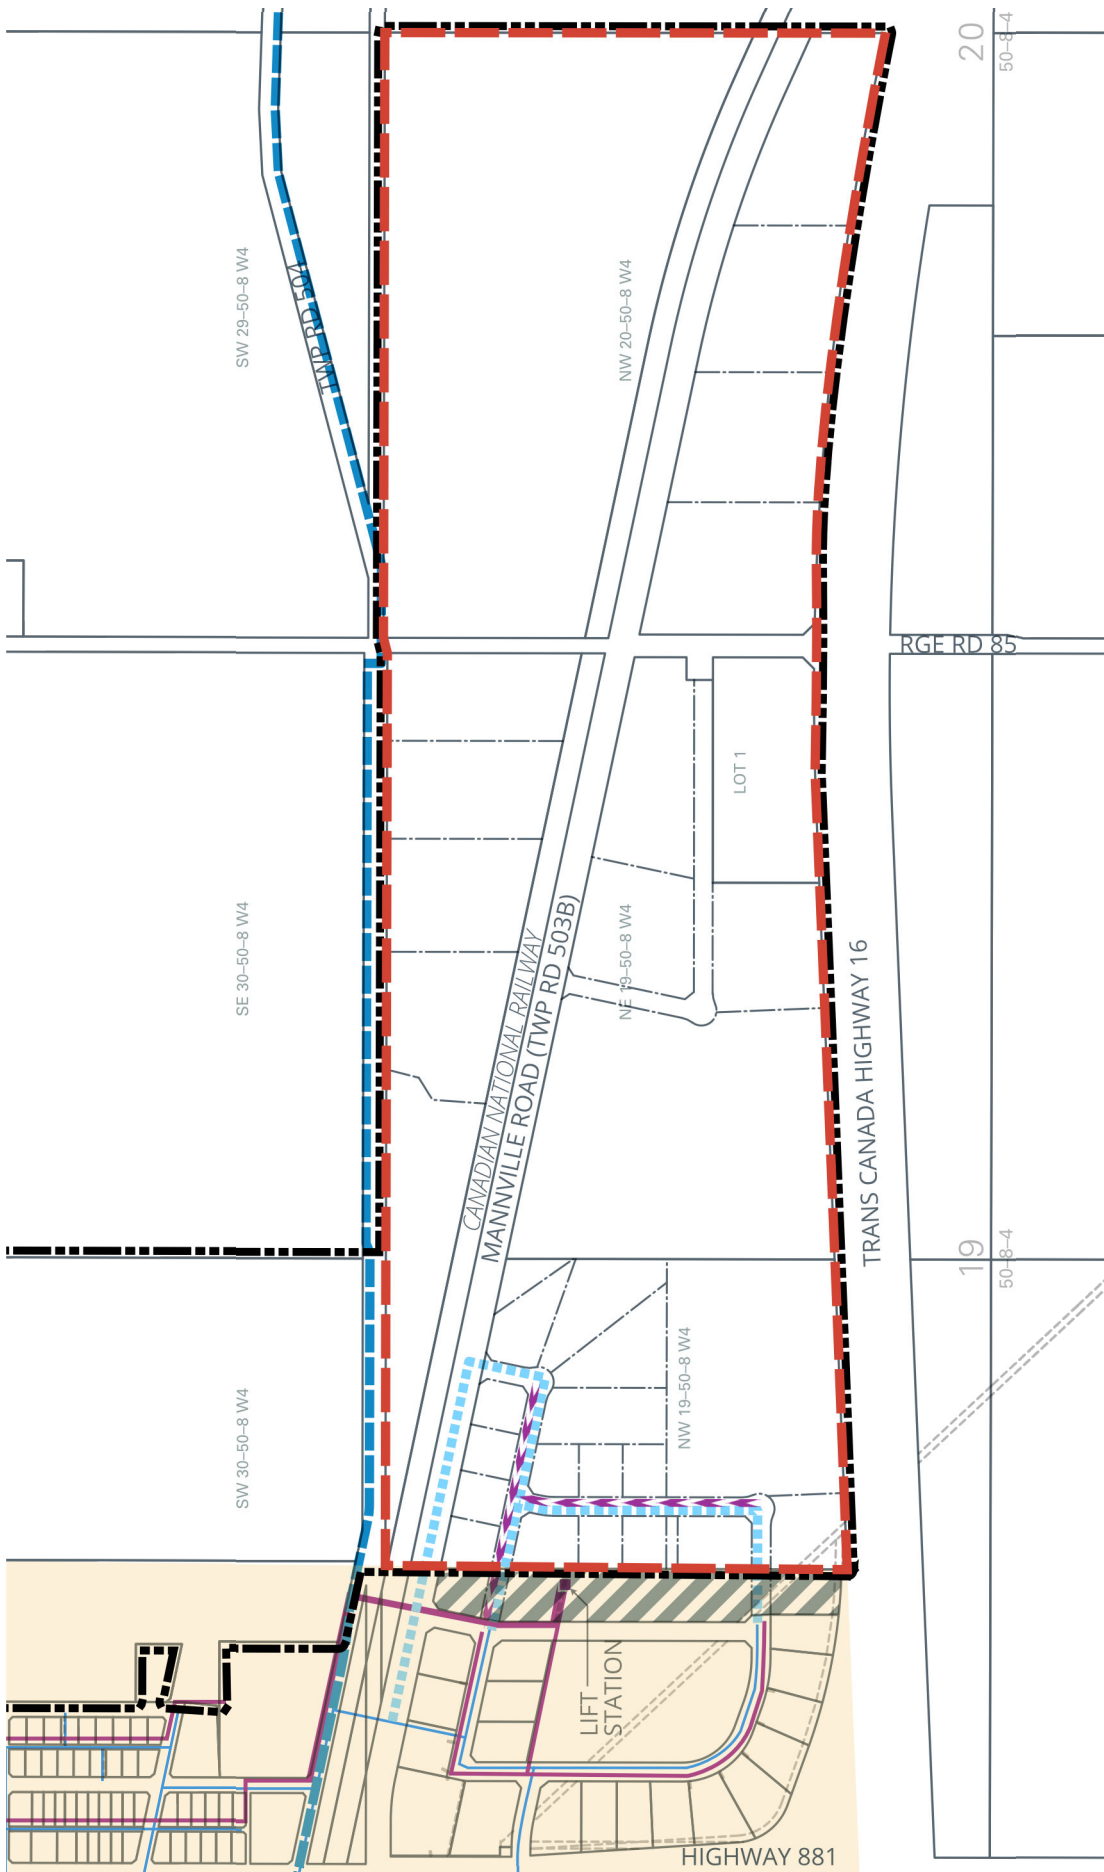 20
50-8-4
SW 29-50-8 W4
TWP RD 504
NW 20-50-8 W4
RGE RD 85
LOT 1
SE 30-50-8 W4
NE 19-50-8 W4
CANADIAN NATIONAL RAILWAY
MANNVILLE ROAD (TWP RD 503B)
TRANS CANADA HIGHWAY 16
19
50-8-4
SW 30-50-8 W4
NW 19-50-8 W4
LIFT
STATION
HIGHWAY 881